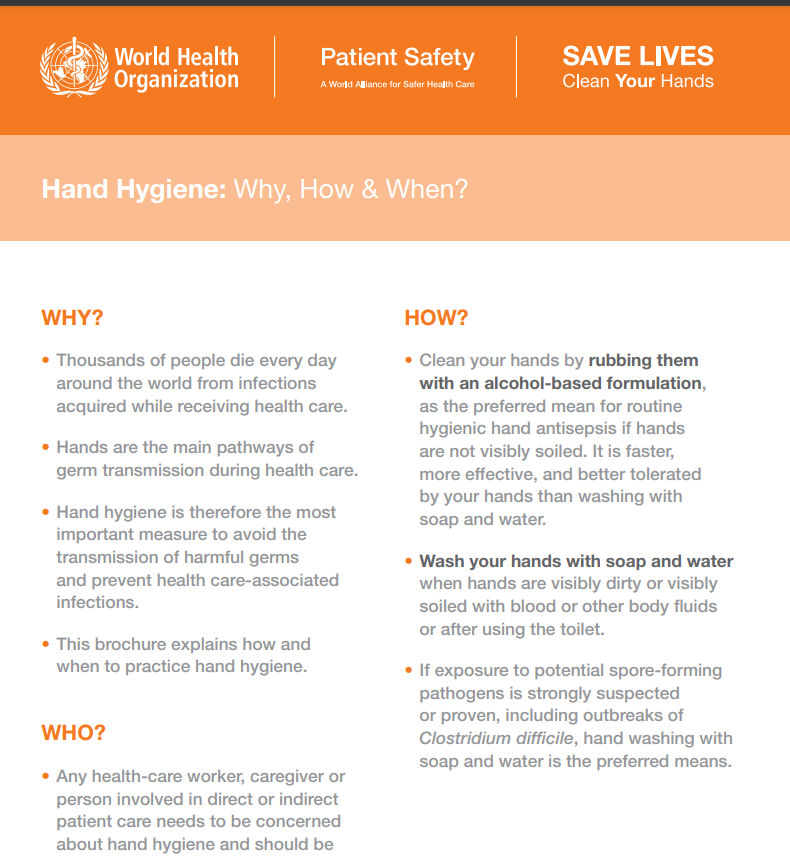 World Health
Organization
Patient Safety
A World Alliance for Safer Health Care
SAVE LIVES
Clean Your Hands
Hand Hygiene: Why, How & When?
WHY?
• Thousands of people die every day
around the world from infections
acquired while receiving health care.
• Hands are the main pathways of
germ transmission during health care.
• Hand hygiene is therefore the most
important measure to avoid the
transmission of harmful germs
and prevent health care-associated
infections.
• This brochure explains how and
when to practice hand hygiene.
WHO?
• Any health-care worker, caregiver or
person involved in direct or indirect
patient care needs to be concerned
about hand hygiene and should be
HOW?
• Clean your hands by rubbing them
with an alcohol-based formulation,
as the preferred mean for routine
hygienic hand antisepsis if hands
are not visibly soiled. It is faster,
more effective, and better tolerated
by your hands than washing with
soap and water.
• Wash your hands with soap and water
when hands are visibly dirty or visibly
soiled with blood or other body fluids
or after using the toilet.
• If exposure to potential spore-forming
pathogens is strongly suspected
or proven, including outbreaks of
Clostridium difficile, hand washing with
soap and water is the preferred means.